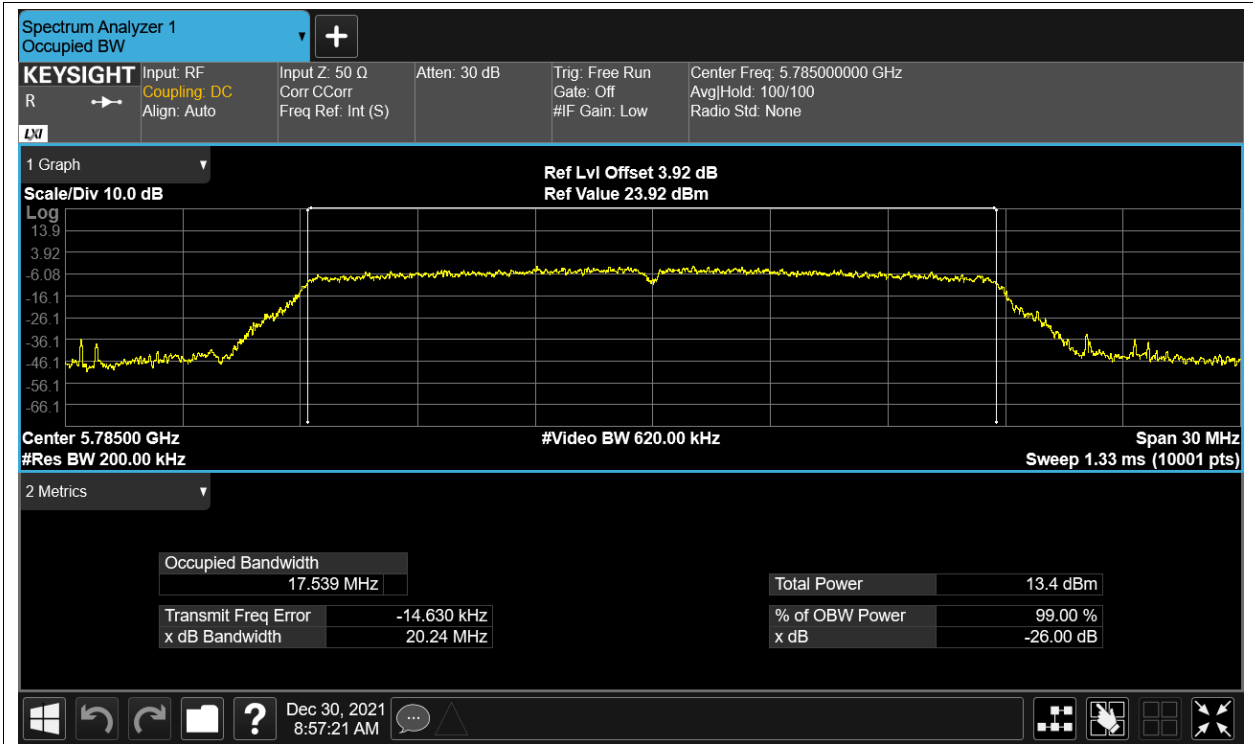 Spectrum Analyzer 1
Occupied BW
KEYSIGHT
R
LXI
Input: RF
Coupling: DC
Align: Auto
Input Z: 50 Ω
Corr CCorr
Freq Ref: Int (S)
Atten: 30 dB
Trig: Free Run
Gate: Off
#IF Gain: Low
Center Freq: 5.785000000 GHz
Avg|Hold: 100/100
Radio Std: None
1 Graph
Scale/Div 10.0 dB
Ref Lvl Offset 3.92 dB
Ref Value 23.92 dBm
Log
13.9
3.92
-6.08
-16.1
-26.1
-36.1
-46.1
-56.1
-66.1
Center 5.78500 GHz
#Video BW 620.00 kHz
Span 30 MHz
#Res BW 200.00 kHz
Sweep 1.33 ms (10001 pts)
2 Metrics
Occupied Bandwidth
17.539 MHz
Total Power 13.4 dBm
Transmit Freq Error -14.630 kHz
% of OBW Power 99.00 %
x dB Bandwidth 20.24 MHz
x dB -26.00 dB
?
Dec 30, 2021
8:57:21 AM